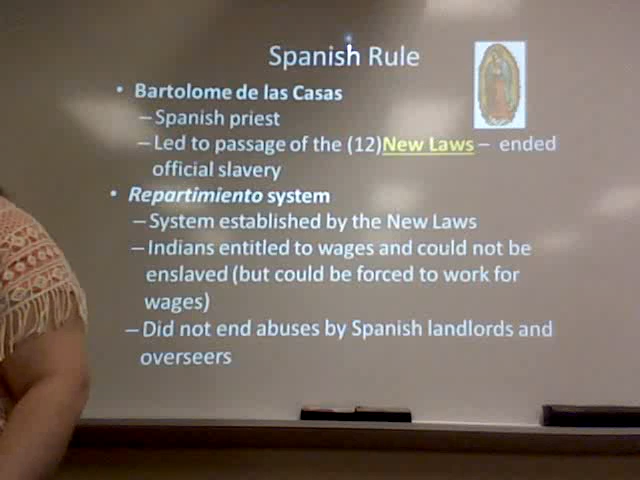 Spanish Rule
• Bartolome de las Casas
– Spanish priest
– Led to passage of the (12)New Laws – ended
official slavery
• Repartimiento system
– System established by the New Laws
– Indians entitled to wages and could not be
enslaved (but could be forced to work for
wages)
– Did not end abuses by Spanish landlords and
overseers